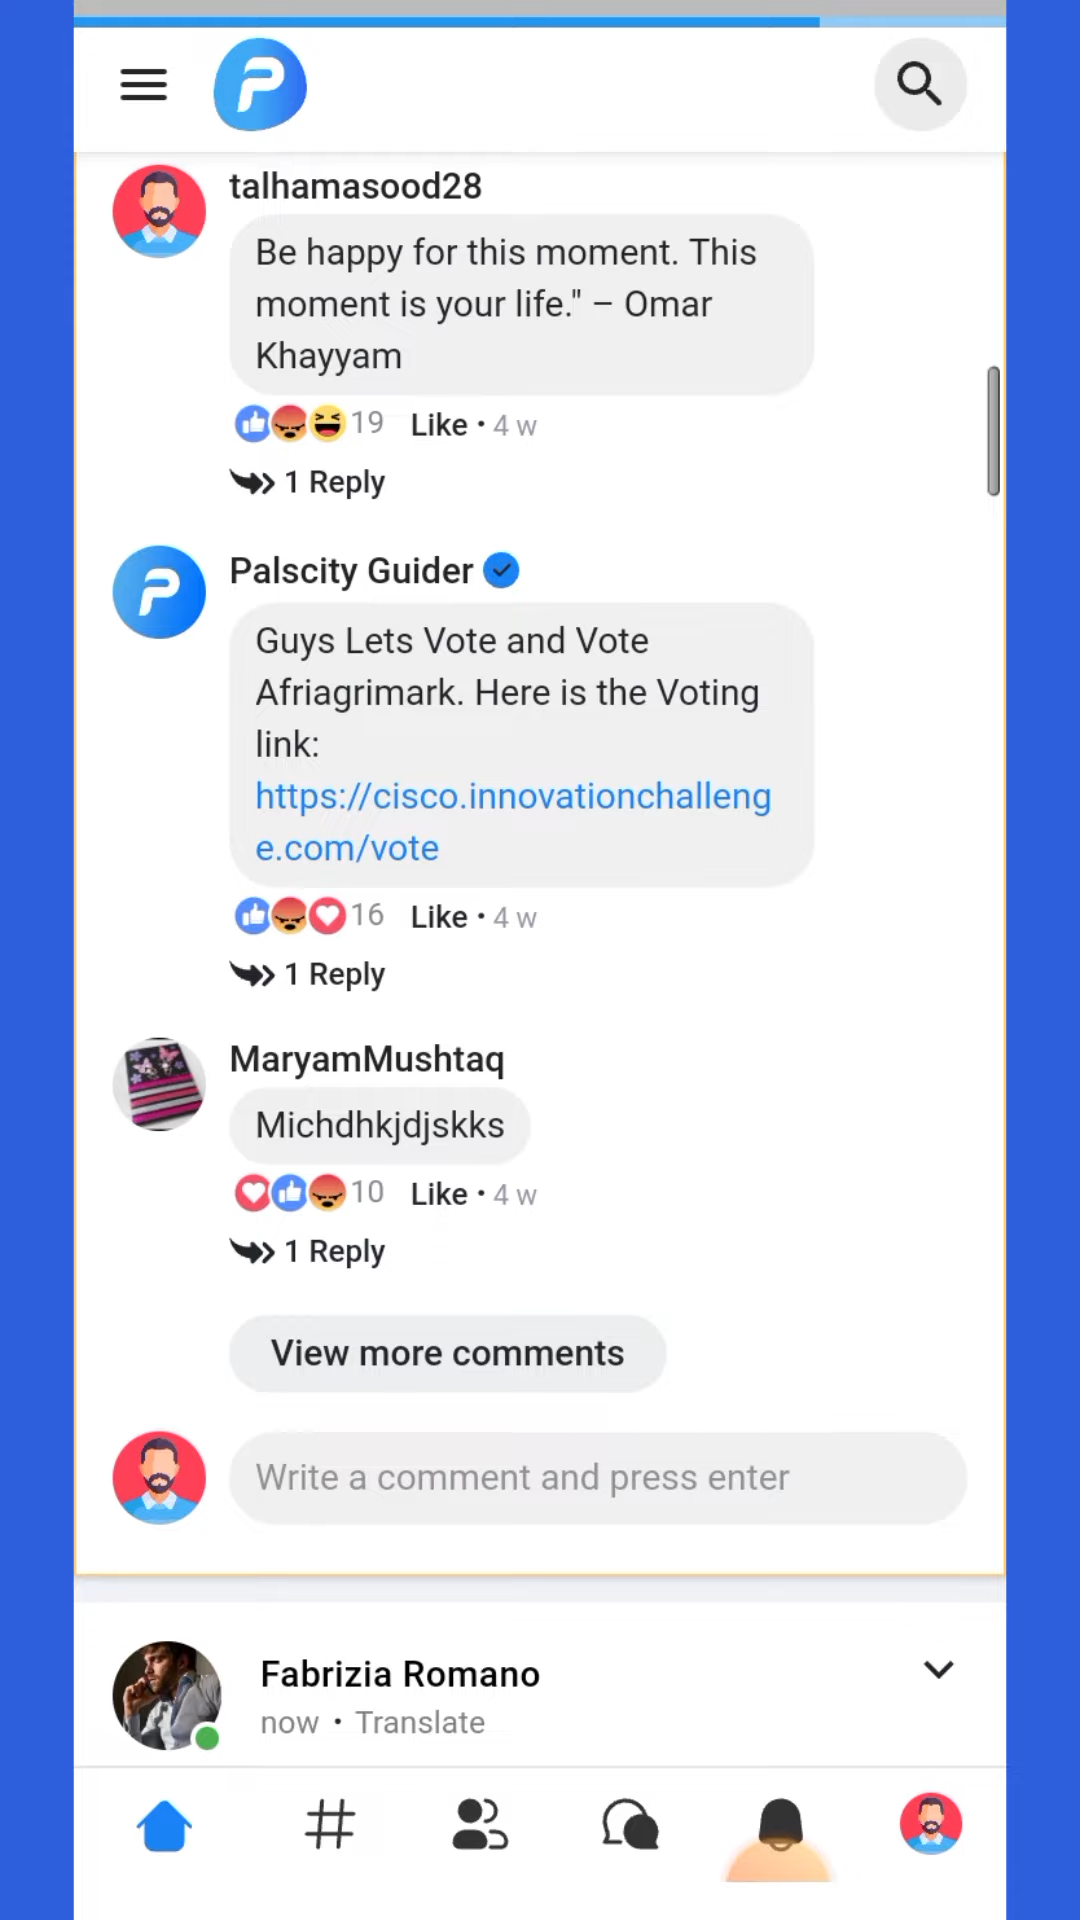 talhamasood28
Be happy for this moment. This
moment is your life." – Omar
Khayyam
19 Like • 4 w
1 Reply
Palscity Guider
Guys Lets Vote and Vote
Afriagrimark. Here is the Voting
link:
https://cisco.innovationchalleng
e.com/vote
16 Like • 4 w
1 Reply
MaryamMushtaq
Michdhkjdjskks
10 Like • 4 w
1 Reply
View more comments
Write a comment and press enter
Fabrizia Romano
now • Translate